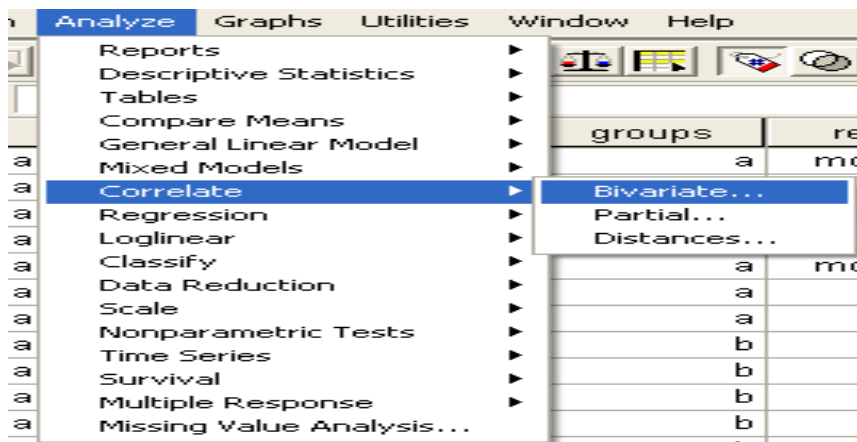 Analyze Graphs Utilities Window Help
Reports
Descriptive Statistics
Tables
Compare Means
General Linear Model
Mixed Models
Correlate
Regression
Loglinear
Classify
Data Reduction
Scale
Nonparametric Tests
Time Series
Survival
Multiple Response
Missing Value Analysis...
Bivariate...
Partial...
Distances...
groups
a
a
a
a
b
b
b
b
a
a
a
a
a
a
a
a
a
a
a